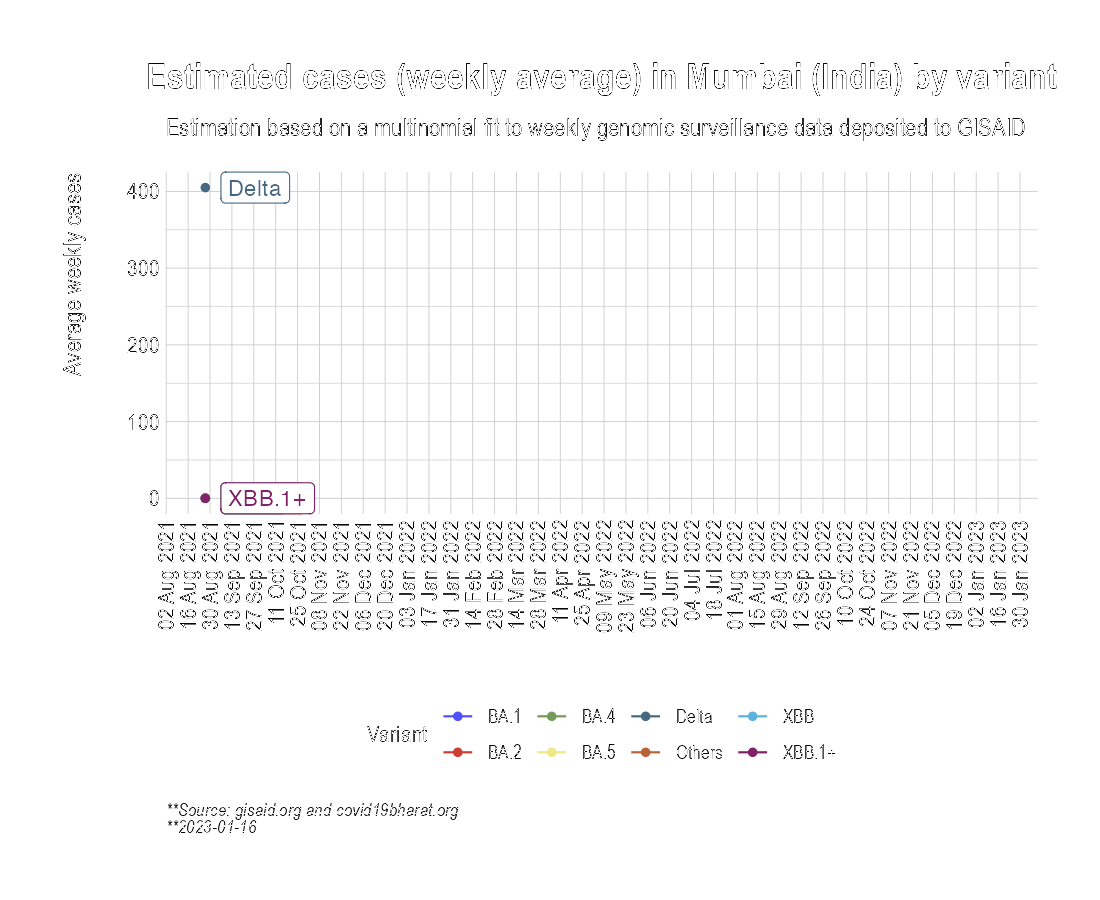 Estimated cases (weekly average) in Mumbai (India) by variant
Estimation based on a multinomial fit to weekly genomic surveillance data deposited to GISAID
Average weekly cases
400
300
200
100
0
Delta
XBB.1+
02 Aug 2021
16 Aug 2021
30 Aug 2021
13 Sep 2021
27 Sep 2021
11 Oct 2021
25 Oct 2021
08 Nov 2021
22 Nov 2021
06 Dec 2021
20 Dec 2021
03 Jan 2022
17 Jan 2022
31 Jan 2022
14 Feb 2022
28 Feb 2022
14 Mar 2022
28 Mar 2022
11 Apr 2022
25 Apr 2022
09 May 2022
23 May 2022
06 Jun 2022
20 Jun 2022
04 Jul 2022
18 Jul 2022
01 Aug 2022
15 Aug 2022
29 Aug 2022
12 Sep 2022
26 Sep 2022
10 Oct 2022
24 Oct 2022
07 Nov 2022
21 Nov 2022
05 Dec 2022
19 Dec 2022
02 Jan 2023
16 Jan 2023
30 Jan 2023
Variant
BA.1 BA.4 Delta XBB
BA.2 BA.5 Others XBB.1+
**Source: gisaid.org and covid19bharat.org
**2023-01-16